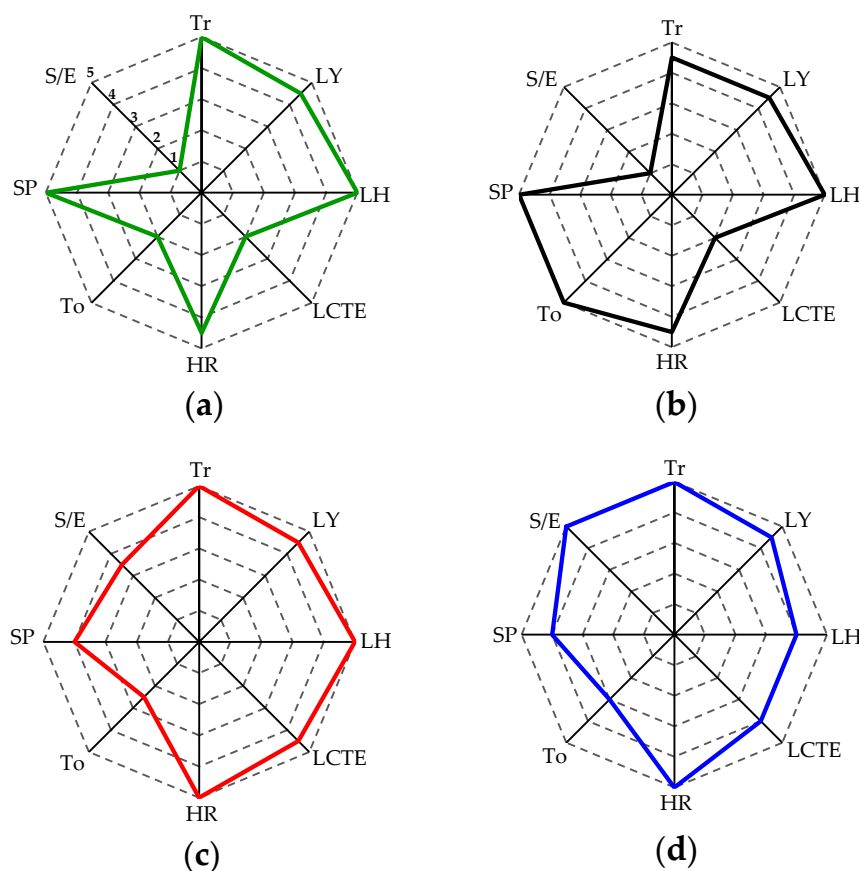 Tr
S/E
5
4
3
2
1
LY
SP
LH
To
LCTE
HR
(a)
Tr
S/E
LY
SP
LH
To
LCTE
HR
(b)
Tr
S/E
LY
SP
LH
To
LCTE
HR
(c)
Tr
S/E
LY
SP
LH
To
LCTE
HR
(d)